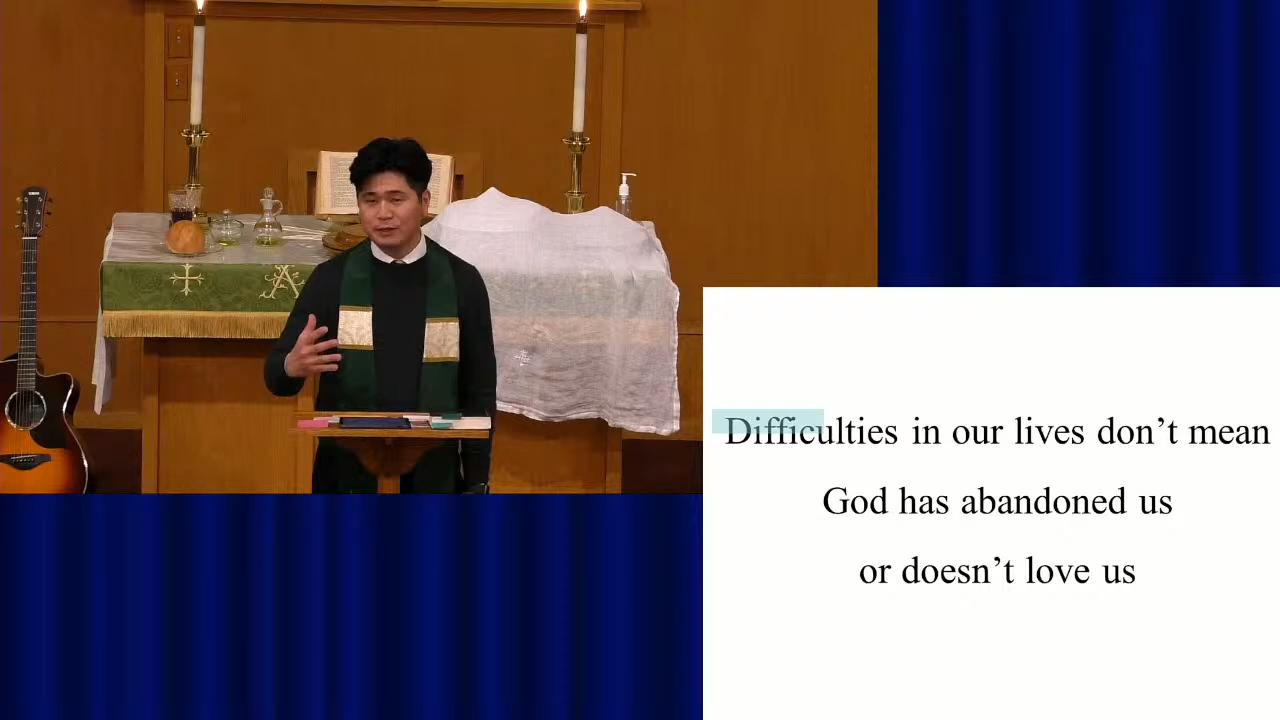 Difficulties in our lives don’t mean
God has abandoned us
or doesn’t love us